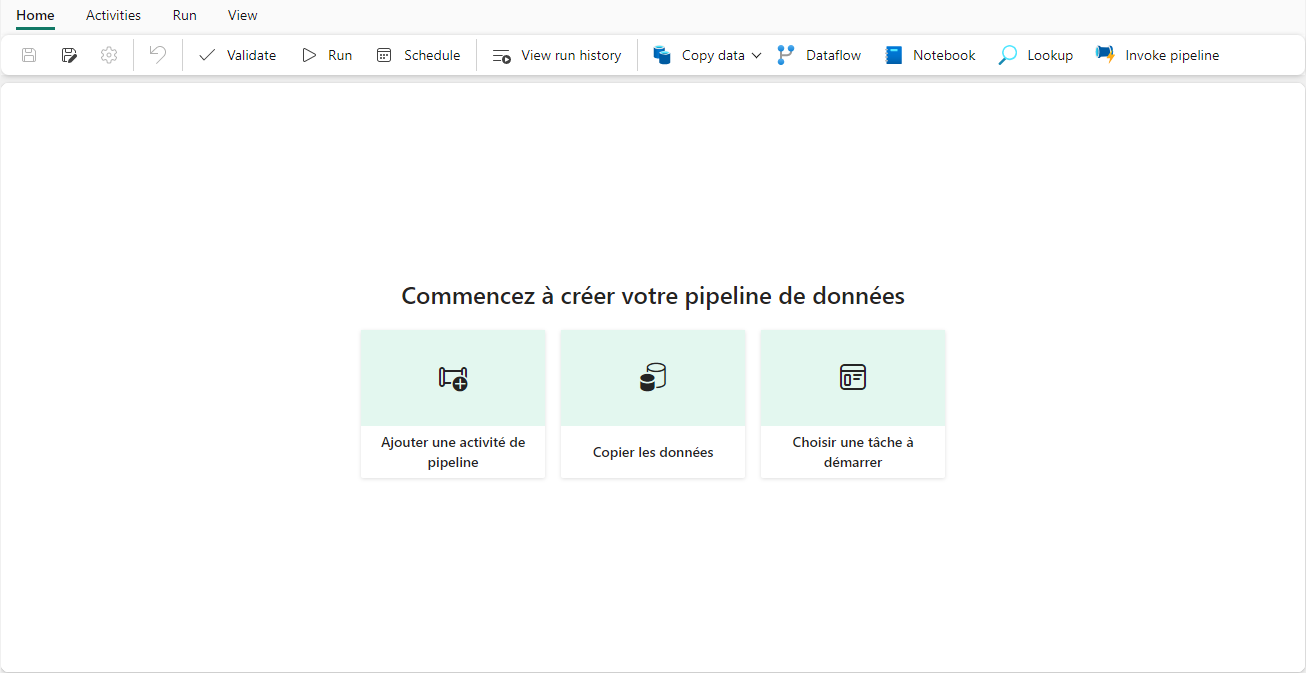 Home Activities Run View
Validate Run Schedule View run history Copy data Dataflow Notebook Lookup Invoke pipeline
Commencez à créer votre pipeline de données
Ajouter une activité de
pipeline
Copier les données
Choisir une tâche à
démarrer